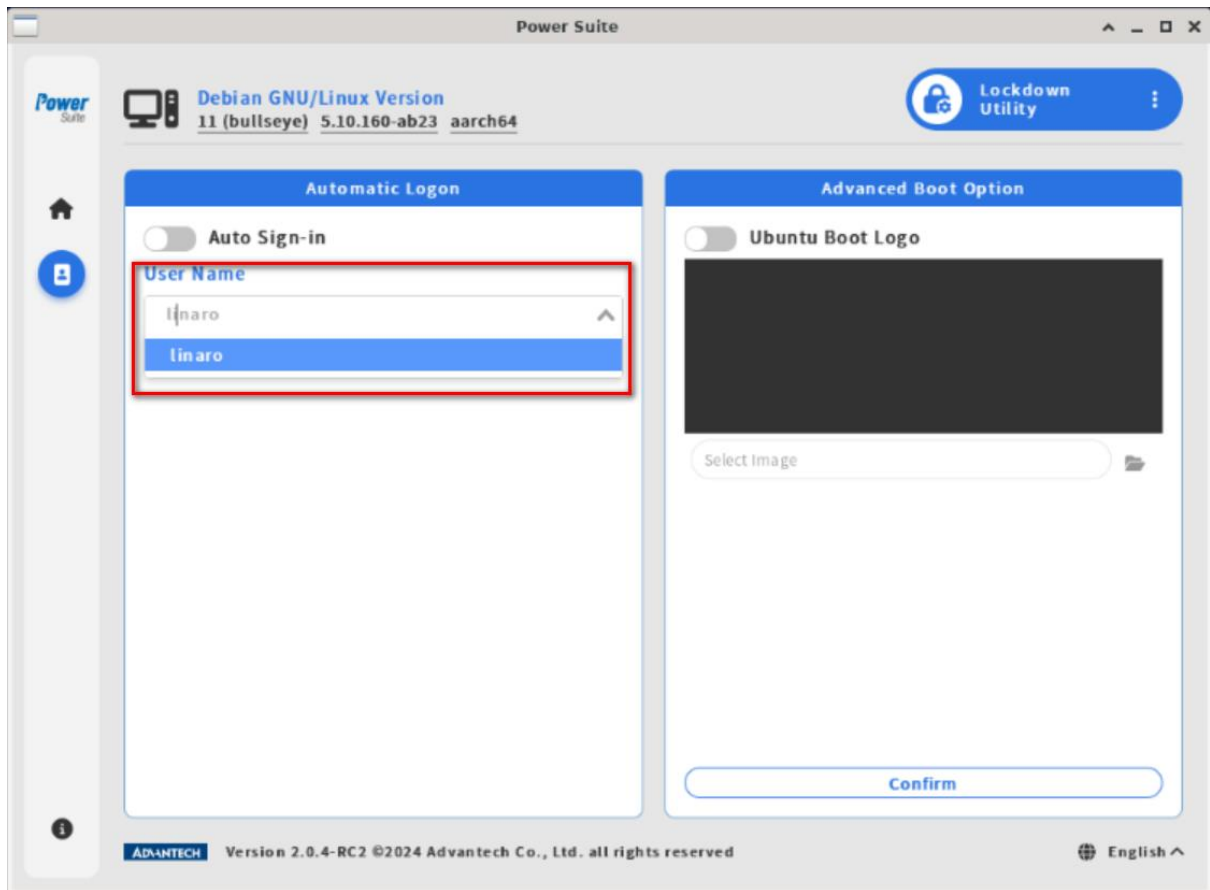 Power Suite
Power
Suite
Debian GNU/Linux Version
11 (bullseye) 5.10.160-ab23 aarch64
Lockdown
Utility
Automatic Logon
Auto Sign-in
User Name
linaro
linaro
Advanced Boot Option
Ubuntu Boot Logo
Select Image
Confirm
ADVANTECH Version 2.0.4-RC2 ©2024 Advantech Co., Ltd. all rights reserved
English